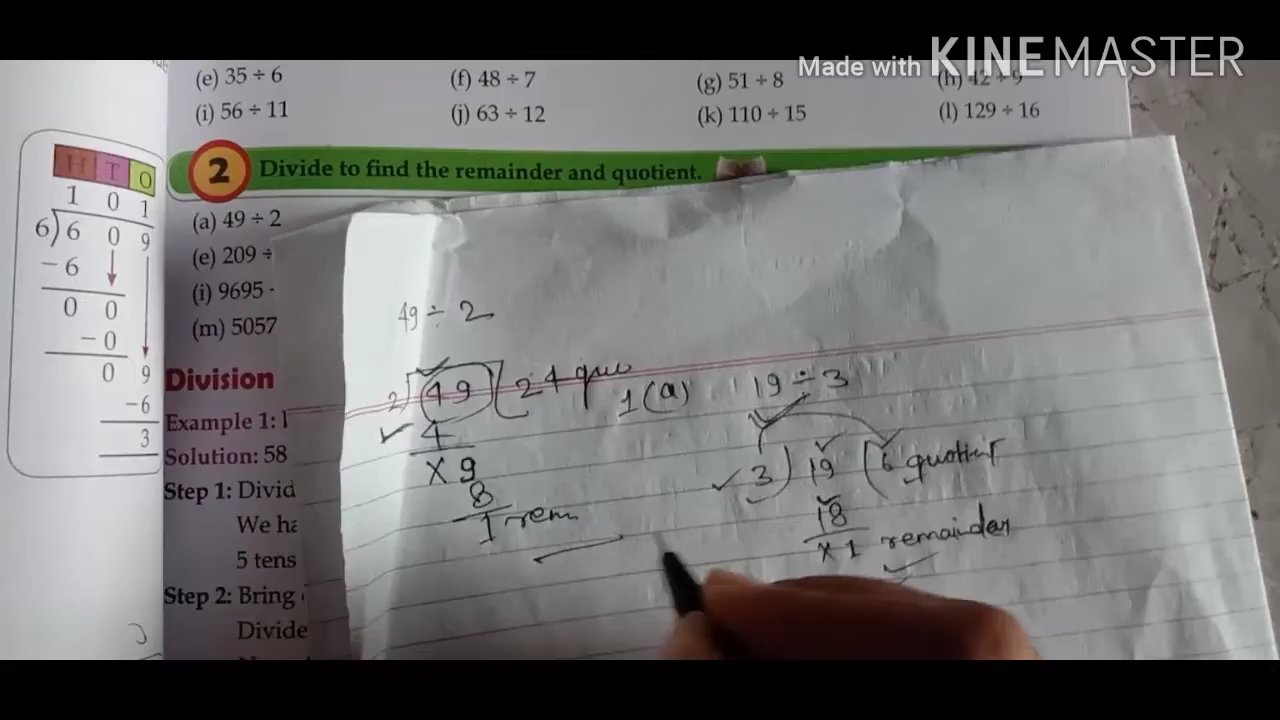 Made with KINEMASTER
(e) 35 ÷ 6 (f) 48 ÷ 7 (g) 51 ÷ 8 (h) 42 ÷ 9
(i) 56 ÷ 11 (j) 63 ÷ 12 (k) 110 ÷ 15 (l) 129 ÷ 16
2 Divide to find the remainder and quotient.
(a) 49 ÷ 2
(e) 209 ÷
(i) 9695
(m) 5057
Division
Example 1:
Solution: 58
Step 1: Divid
We ha
5 tens
Step 2: Bring
Divide
H T O
1 0 1
6) 6 0 9
- 6
0 0
- 0
0 9
- 6
3
49 ÷ 2
2) 49 ( 24 quo
4
x 9
8
1 rem
1 (a) 19 ÷ 3
3) 19 ( 6 quotient
18
x 1 remainder